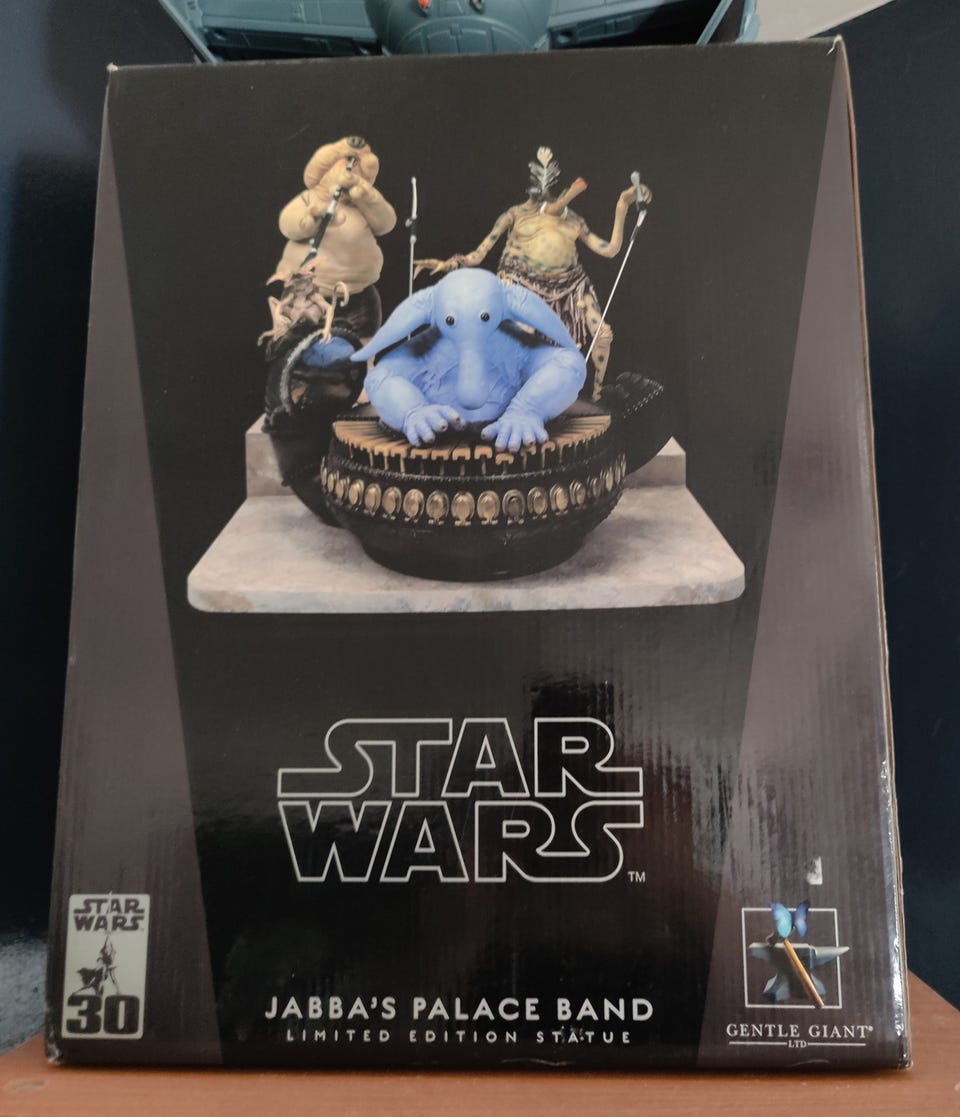 STAR
WARS
TM
STAR
WARS
30
JABBA'S PALACE BAND
LIMITED EDITION STATUE
GENTLE GIANT®
LTD